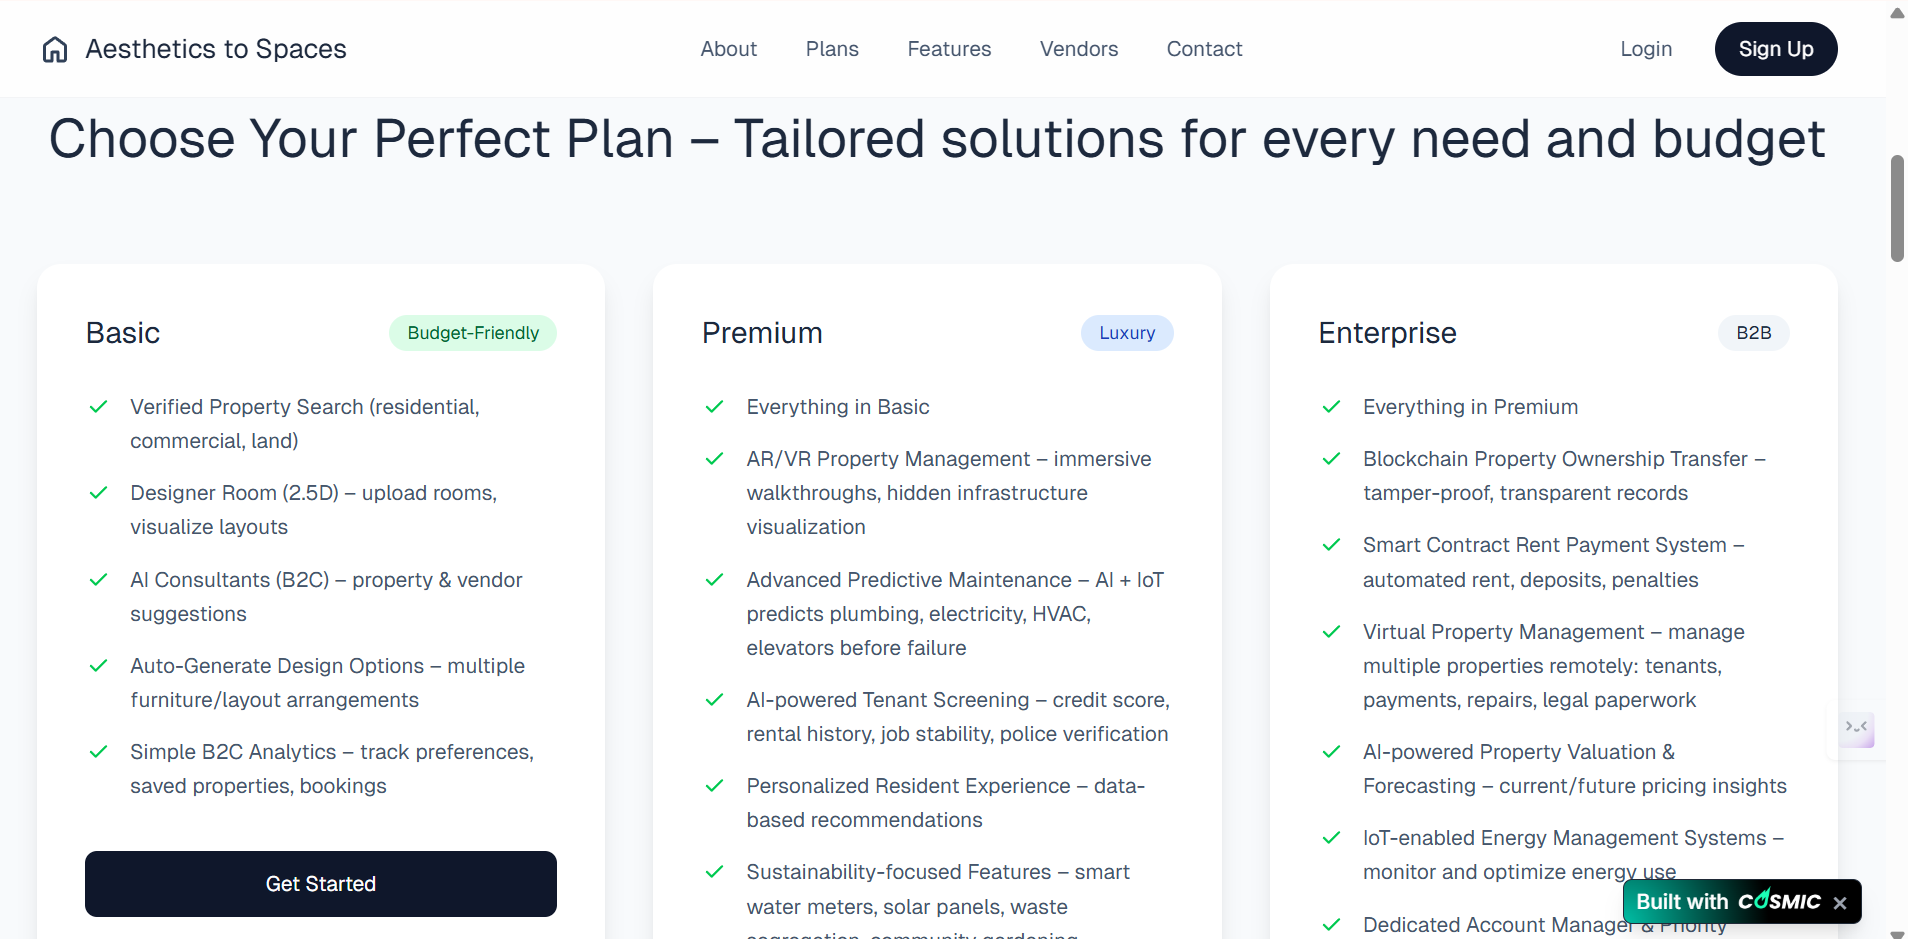 Aesthetics to Spaces
About
Plans
Features
Vendors
Contact
Login
Sign Up
Choose Your Perfect Plan – Tailored solutions for every need and budget
Basic
Budget-Friendly
Verified Property Search (residential,
commercial, land)
Designer Room (2.5D) – upload rooms,
visualize layouts
AI Consultants (B2C) – property & vendor
suggestions
Auto-Generate Design Options – multiple
furniture/layout arrangements
Simple B2C Analytics – track preferences,
saved properties, bookings
Get Started
Premium
Luxury
Everything in Basic
AR/VR Property Management – immersive
walkthroughs, hidden infrastructure
visualization
Advanced Predictive Maintenance – AI + IoT
predicts plumbing, electricity, HVAC,
elevators before failure
AI-powered Tenant Screening – credit score,
rental history, job stability, police verification
Personalized Resident Experience – data-
based recommendations
Sustainability-focused Features – smart
water meters, solar panels, waste
segregation, community gardening
Enterprise
B2B
Everything in Premium
Blockchain Property Ownership Transfer –
tamper-proof, transparent records
Smart Contract Rent Payment System –
automated rent, deposits, penalties
Virtual Property Management – manage
multiple properties remotely: tenants,
payments, repairs, legal paperwork
AI-powered Property Valuation &
Forecasting – current/future pricing insights
IoT-enabled Energy Management Systems –
monitor and optimize energy use
Dedicated Account Manager & Priority
Built with COSMIC